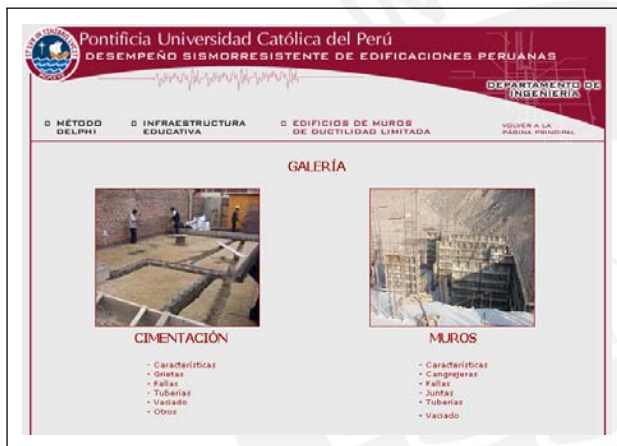 Pontificia Universidad Católica del Perú
DESEMPEÑO SISMORRESISTENTE DE EDIFICACIONES PERUANAS
DEPARTAMENTO DE
INGENIERÍA
MÉTODO
DELPHI
INFRAESTRUCTURA
EDUCATIVA
EDIFICIOS DE MUROS
DE DUCTILIDAD LIMITADA
VOLVER A LA
PÁGINA PRINCIPAL
GALERÍA
CIMENTACIÓN
- Características
- Grietas
- Fallas
- Tuberías
- Vaciado
- Otros
MUROS
- Características
- Cangrejeras
- Fallas
- Juntas
- Tuberías
- Vaciado